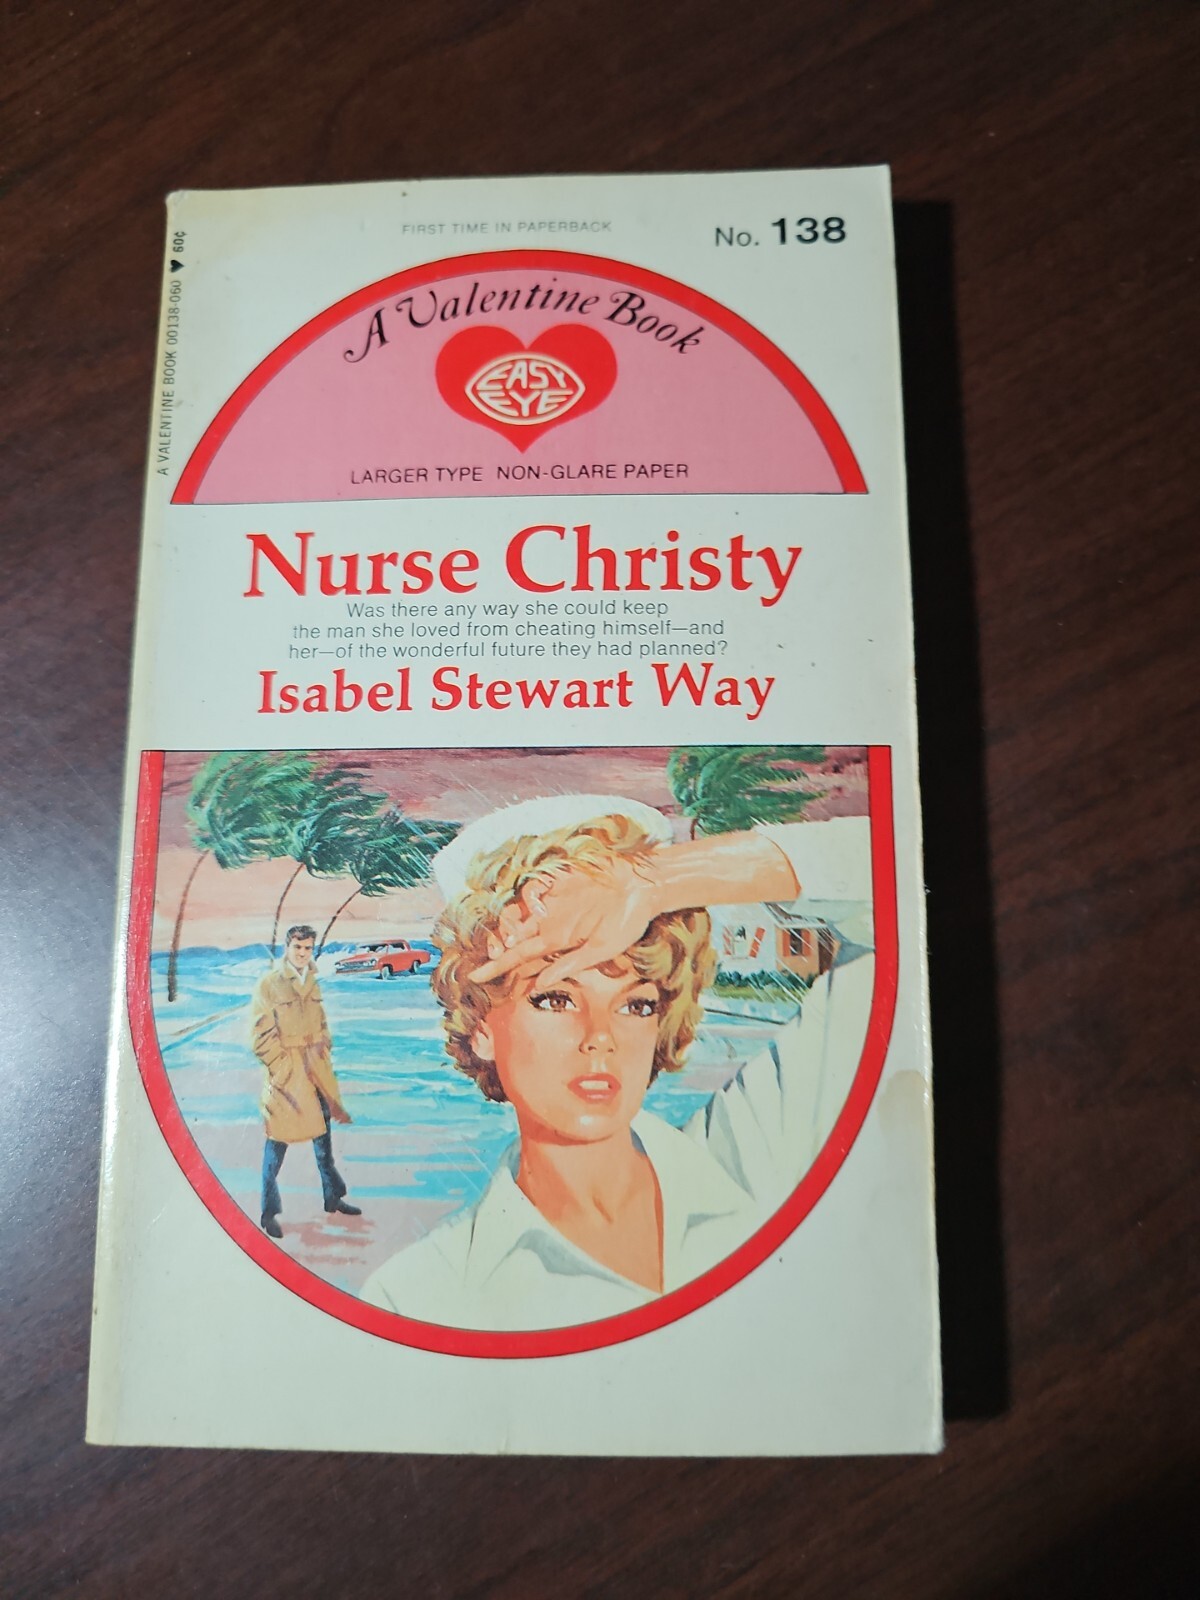 FIRST TIME IN PAPERBACK
No. 138
A VALENTINE BOOK 00138-060 ♥ 60¢
A Valentine Book
EASY
EYE
LARGER TYPE NON-GLARE PAPER
Nurse Christy
Was there any way she could keep
the man she loved from cheating himself—and
her—of the wonderful future they had planned?
Isabel Stewart Way